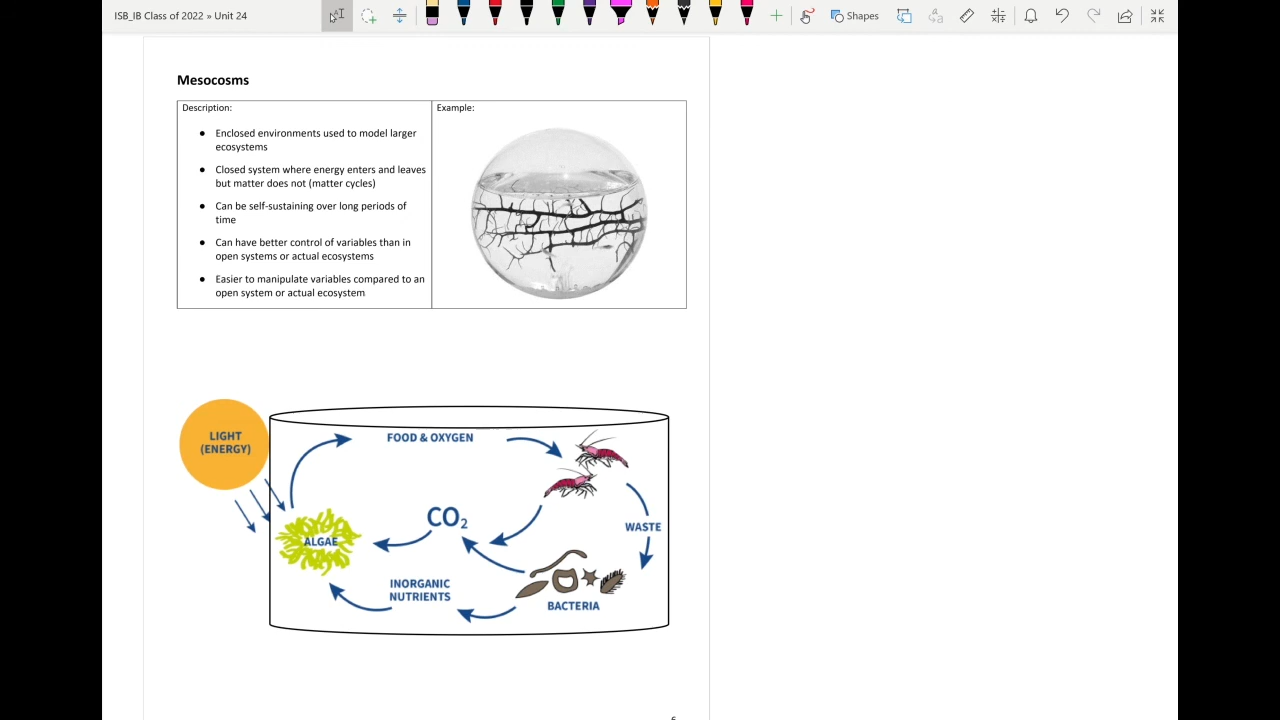 ISB_IB Class of 2022 » Unit 24
Shapes
Mesocosms
Description:
● Enclosed environments used to model larger
ecosystems
● Closed system where energy enters and leaves
but matter does not (matter cycles)
● Can be self-sustaining over long periods of
time
● Can have better control of variables than in
open systems or actual ecosystems
● Easier to manipulate variables compared to an
open system or actual ecosystem
Example:
LIGHT
(ENERGY)
FOOD & OXYGEN
CO₂
WASTE
ALGAE
INORGANIC
NUTRIENTS
BACTERIA